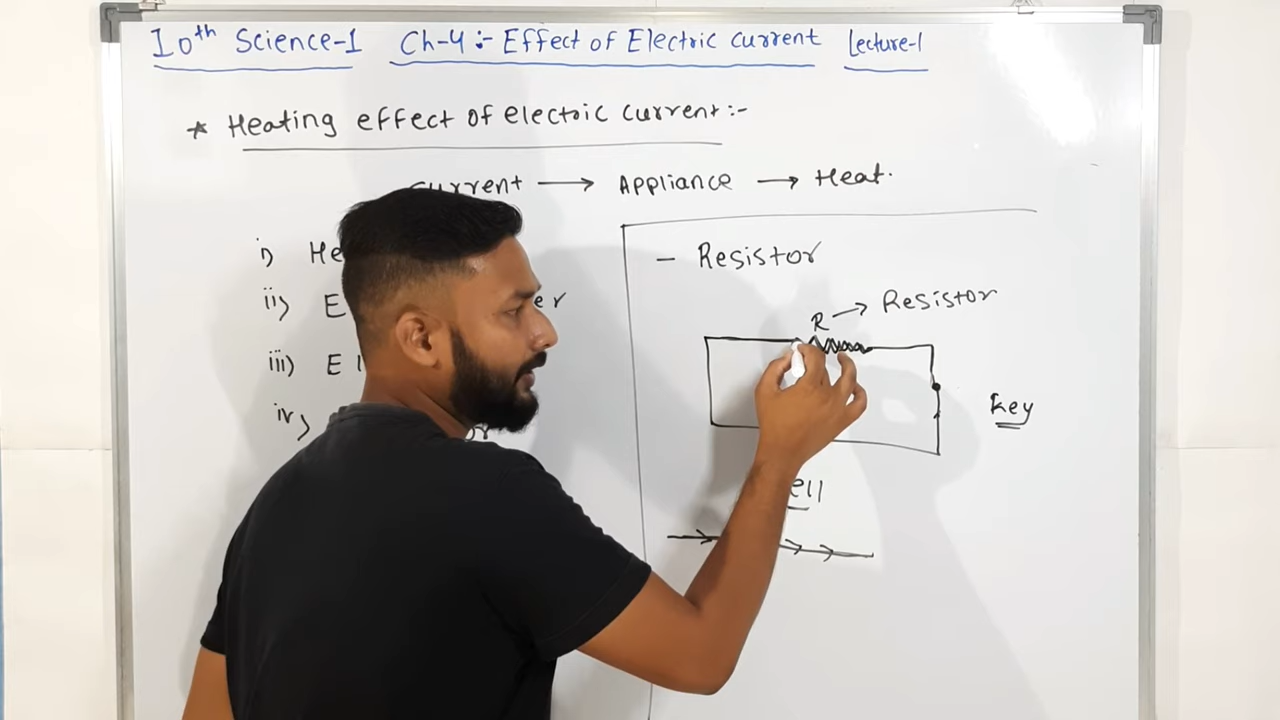 10th Science-1 Ch-4 :- Effect of Electric current Lecture-1
* Heating effect of electric current :-
current → Appliance → Heat.
i)
ii)
iii)
iv)
- Resistor
R → Resistor
Key